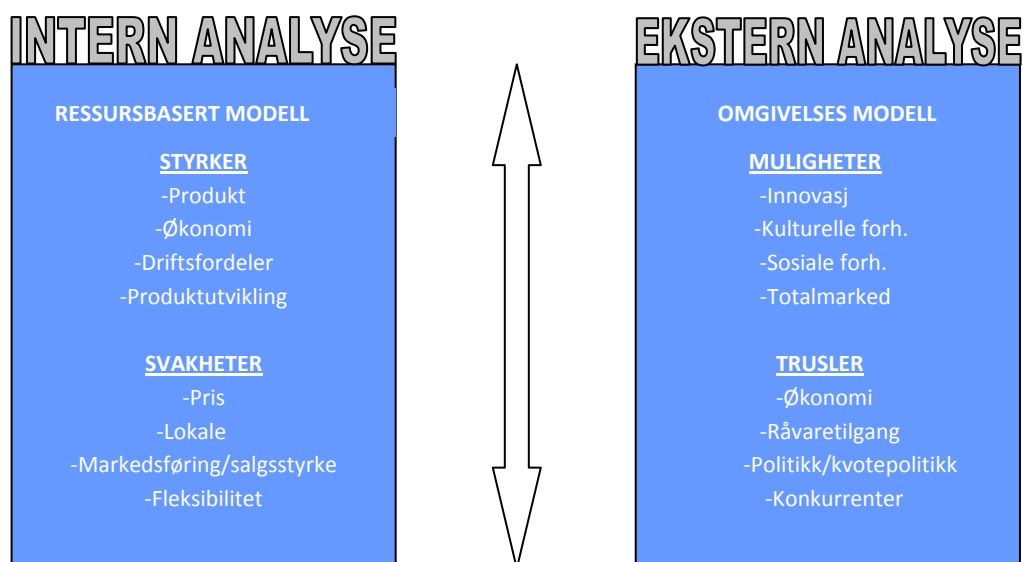 INTERN ANALYSE
RESSURSBASERT MODELL
STYRKER
-Produkt
-Økonomi
-Driftsfordeler
-Produktutvikling
SVAKHETER
-Pris
-Lokale
-Markedsføring/salgsstyrke
-Fleksibilitet
EKSTERN ANALYSE
OMGIVELSES MODELL
MULIGHETER
-Innovasj
-Kulturelle forh.
-Sosiale forh.
-Totalmarked
TRUSLER
-Økonomi
-Råvaretilgang
-Politikk/kvotepolitikk
-Konkurrenter